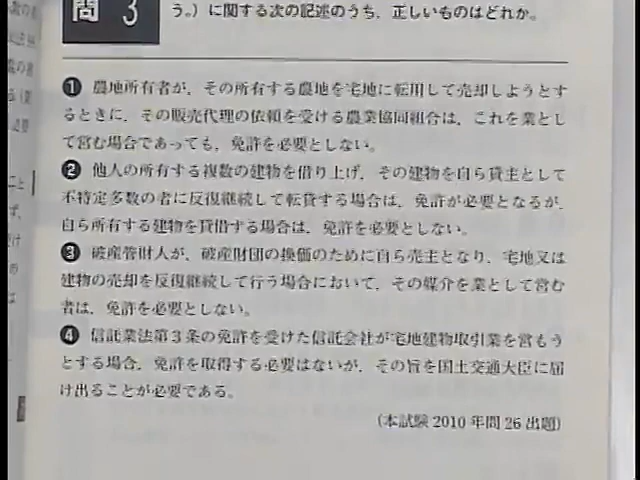 問 3
う。）に関する次の記述のうち、正しいものはどれか。
❶ 農地所有者が、その所有する農地を宅地に転用して売却しようとす
るときに、その販売代理の依頼を受ける農業協同組合は、これを業とし
て営む場合であっても、免許を必要としない。
❷ 他人の所有する複数の建物を借り上げ、その建物を自ら貸主として
不特定多数の者に反復継続して転貸する場合は、免許が必要となるが、
自ら所有する建物を貸借する場合は、免許を必要としない。
❸ 破産管財人が、破産財団の換価のために自ら売主となり、宅地又は
建物の売却を反復継続して行う場合において、その媒介を業として営む
者は、免許を必要としない。
❹ 信託業法第3条の免許を受けた信託会社が宅地建物取引業を営もう
とする場合、免許を取得する必要はないが、その旨を国土交通大臣に届
け出ることが必要である。
（本試験 2010 年問 26 出題）